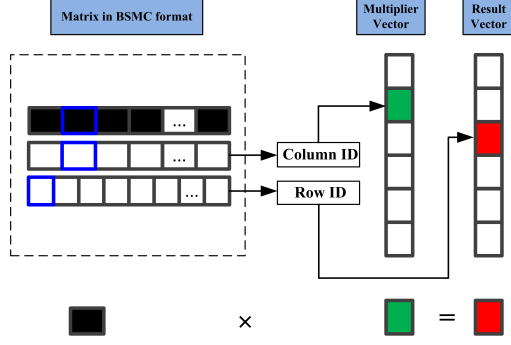 Matrix in BSMC format
Multiplier
Vector
Result
Vector
...
...
Column ID
...
Row ID
× =